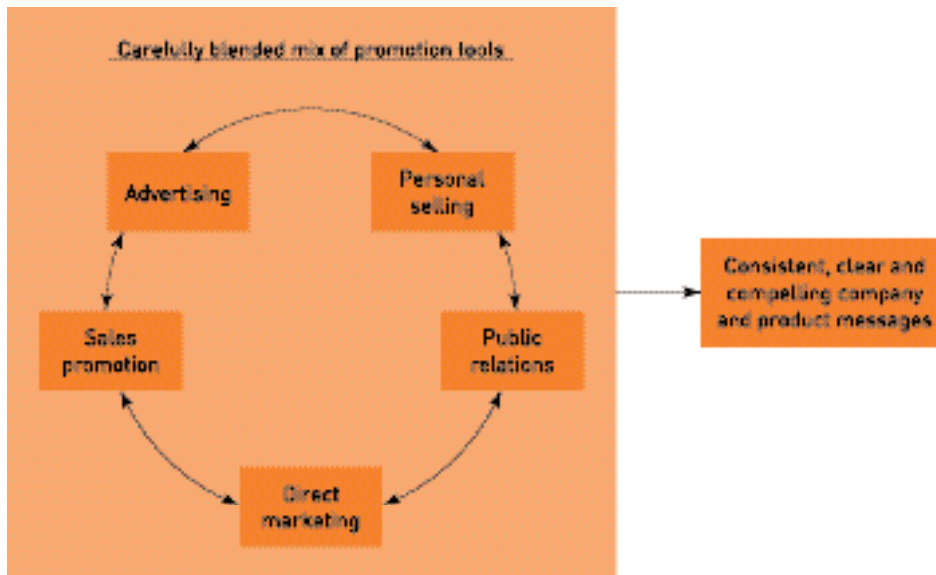 Carefully blended mix of promotion tools
Advertising
Personal
selling
Consistent, clear and
compelling company
and product messages
Sales
promotion
Public
relations
Direct
marketing